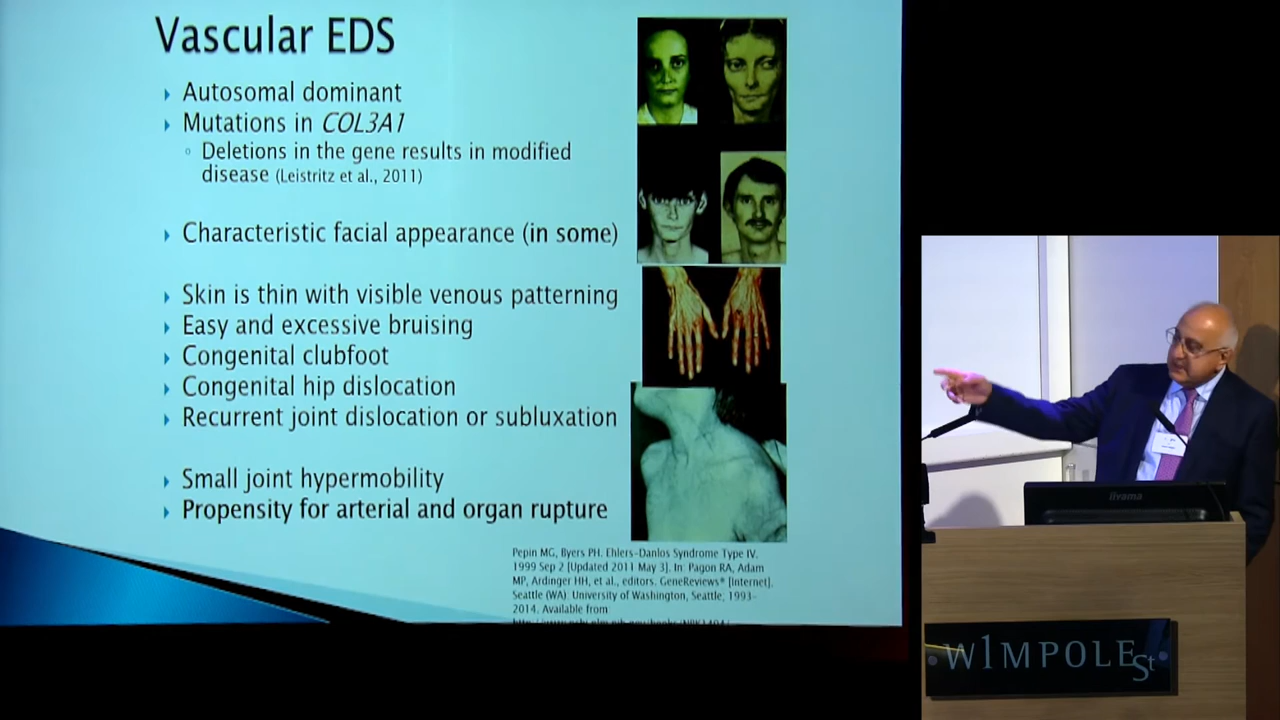 Vascular EDS
Autosomal dominant
Mutations in COL3A1
Deletions in the gene results in modified
disease (Leistritz et al., 2011)
Characteristic facial appearance (in some)
Skin is thin with visible venous patterning
Easy and excessive bruising
Congenital clubfoot
Congenital hip dislocation
Recurrent joint dislocation or subluxation
Small joint hypermobility
Propensity for arterial and organ rupture
Pepin MG, Byers PH. Ehlers-Danlos Syndrome Type IV.
1999 Sep 2 [Updated 2011 May 3]. In: Pagon RA, Adam
MP, Ardinger HH, et al., editors. GeneReviews® [Internet].
Seattle (WA): University of Washington, Seattle; 1993-
2014. Available from
iiyama
W1MPOLE St